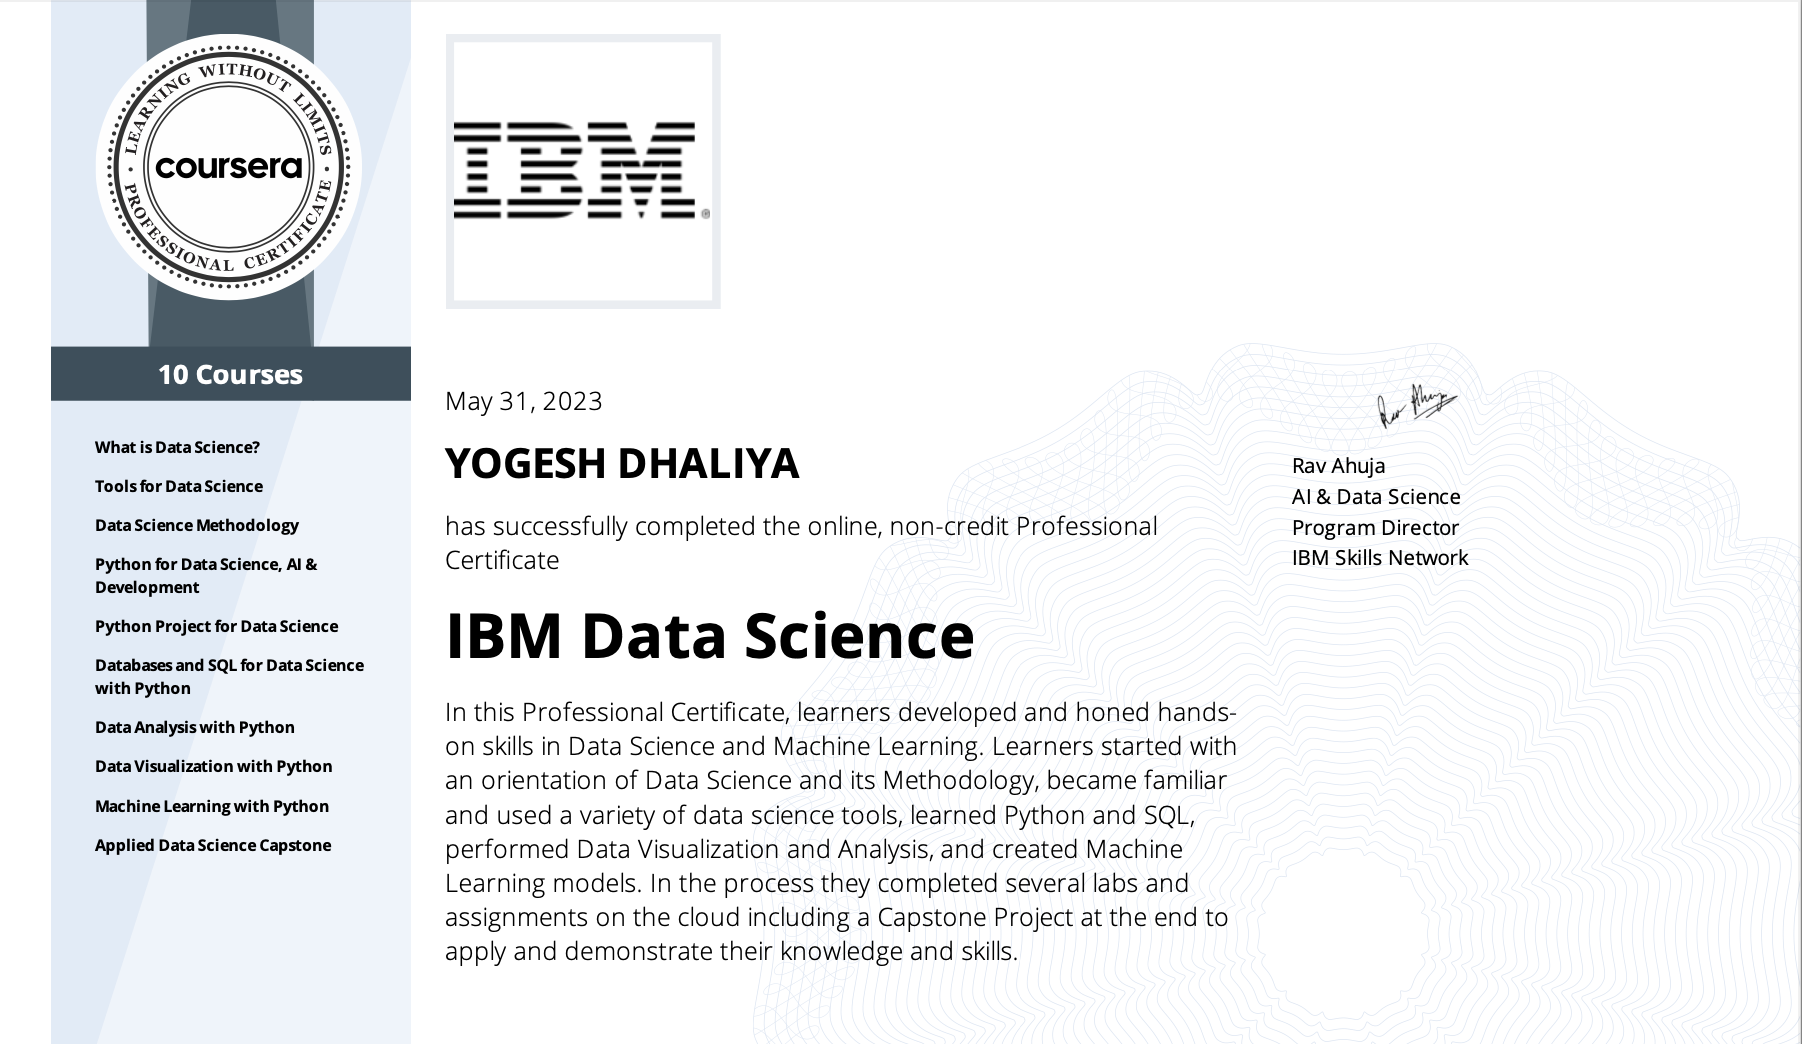 LEARNING WITHOUT LIMITS
coursera
PROFESSIONAL CERTIFICATE
10 Courses
What is Data Science?
Tools for Data Science
Data Science Methodology
Python for Data Science, AI &
Development
Python Project for Data Science
Databases and SQL for Data Science
with Python
Data Analysis with Python
Data Visualization with Python
Machine Learning with Python
Applied Data Science Capstone
IBM®
May 31, 2023
YOGESH DHALIYA
has successfully completed the online, non-credit Professional
Certificate
IBM Data Science
In this Professional Certificate, learners developed and honed hands-
on skills in Data Science and Machine Learning. Learners started with
an orientation of Data Science and its Methodology, became familiar
and used a variety of data science tools, learned Python and SQL,
performed Data Visualization and Analysis, and created Machine
Learning models. In the process they completed several labs and
assignments on the cloud including a Capstone Project at the end to
apply and demonstrate their knowledge and skills.
Rav Ahuja
Rav Ahuja
AI & Data Science
Program Director
IBM Skills Network